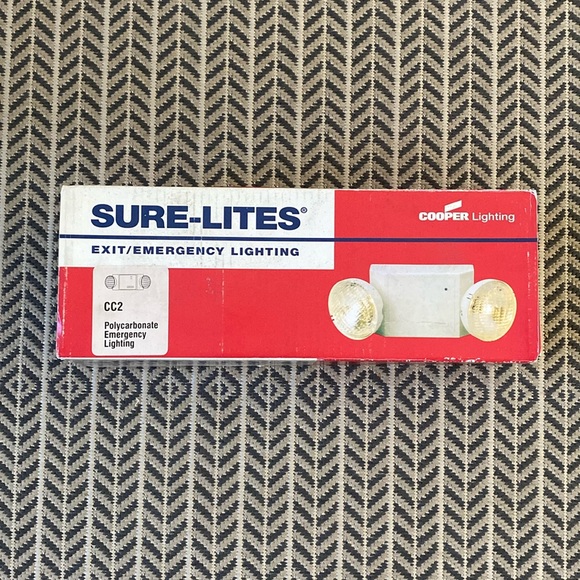 SURE-LITES®
COOPER Lighting
EXIT/EMERGENCY LIGHTING
CC2
Polycarbonate
Emergency
Lighting